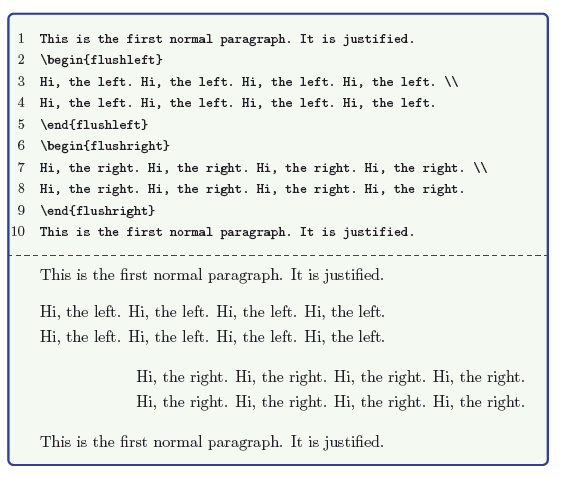 1 This is the first normal paragraph. It is justified.
2 \begin{flushleft}
3 Hi, the left. Hi, the left. Hi, the left. Hi, the left. \\
4 Hi, the left. Hi, the left. Hi, the left. Hi, the left.
5 \end{flushleft}
6 \begin{flushright}
7 Hi, the right. Hi, the right. Hi, the right. Hi, the right. \\
8 Hi, the right. Hi, the right. Hi, the right. Hi, the right.
9 \end{flushright}
10 This is the first normal paragraph. It is justified.
This is the first normal paragraph. It is justified.
Hi, the left. Hi, the left. Hi, the left. Hi, the left.
Hi, the left. Hi, the left. Hi, the left. Hi, the left.
Hi, the right. Hi, the right. Hi, the right. Hi, the right.
Hi, the right. Hi, the right. Hi, the right. Hi, the right.
This is the first normal paragraph. It is justified.